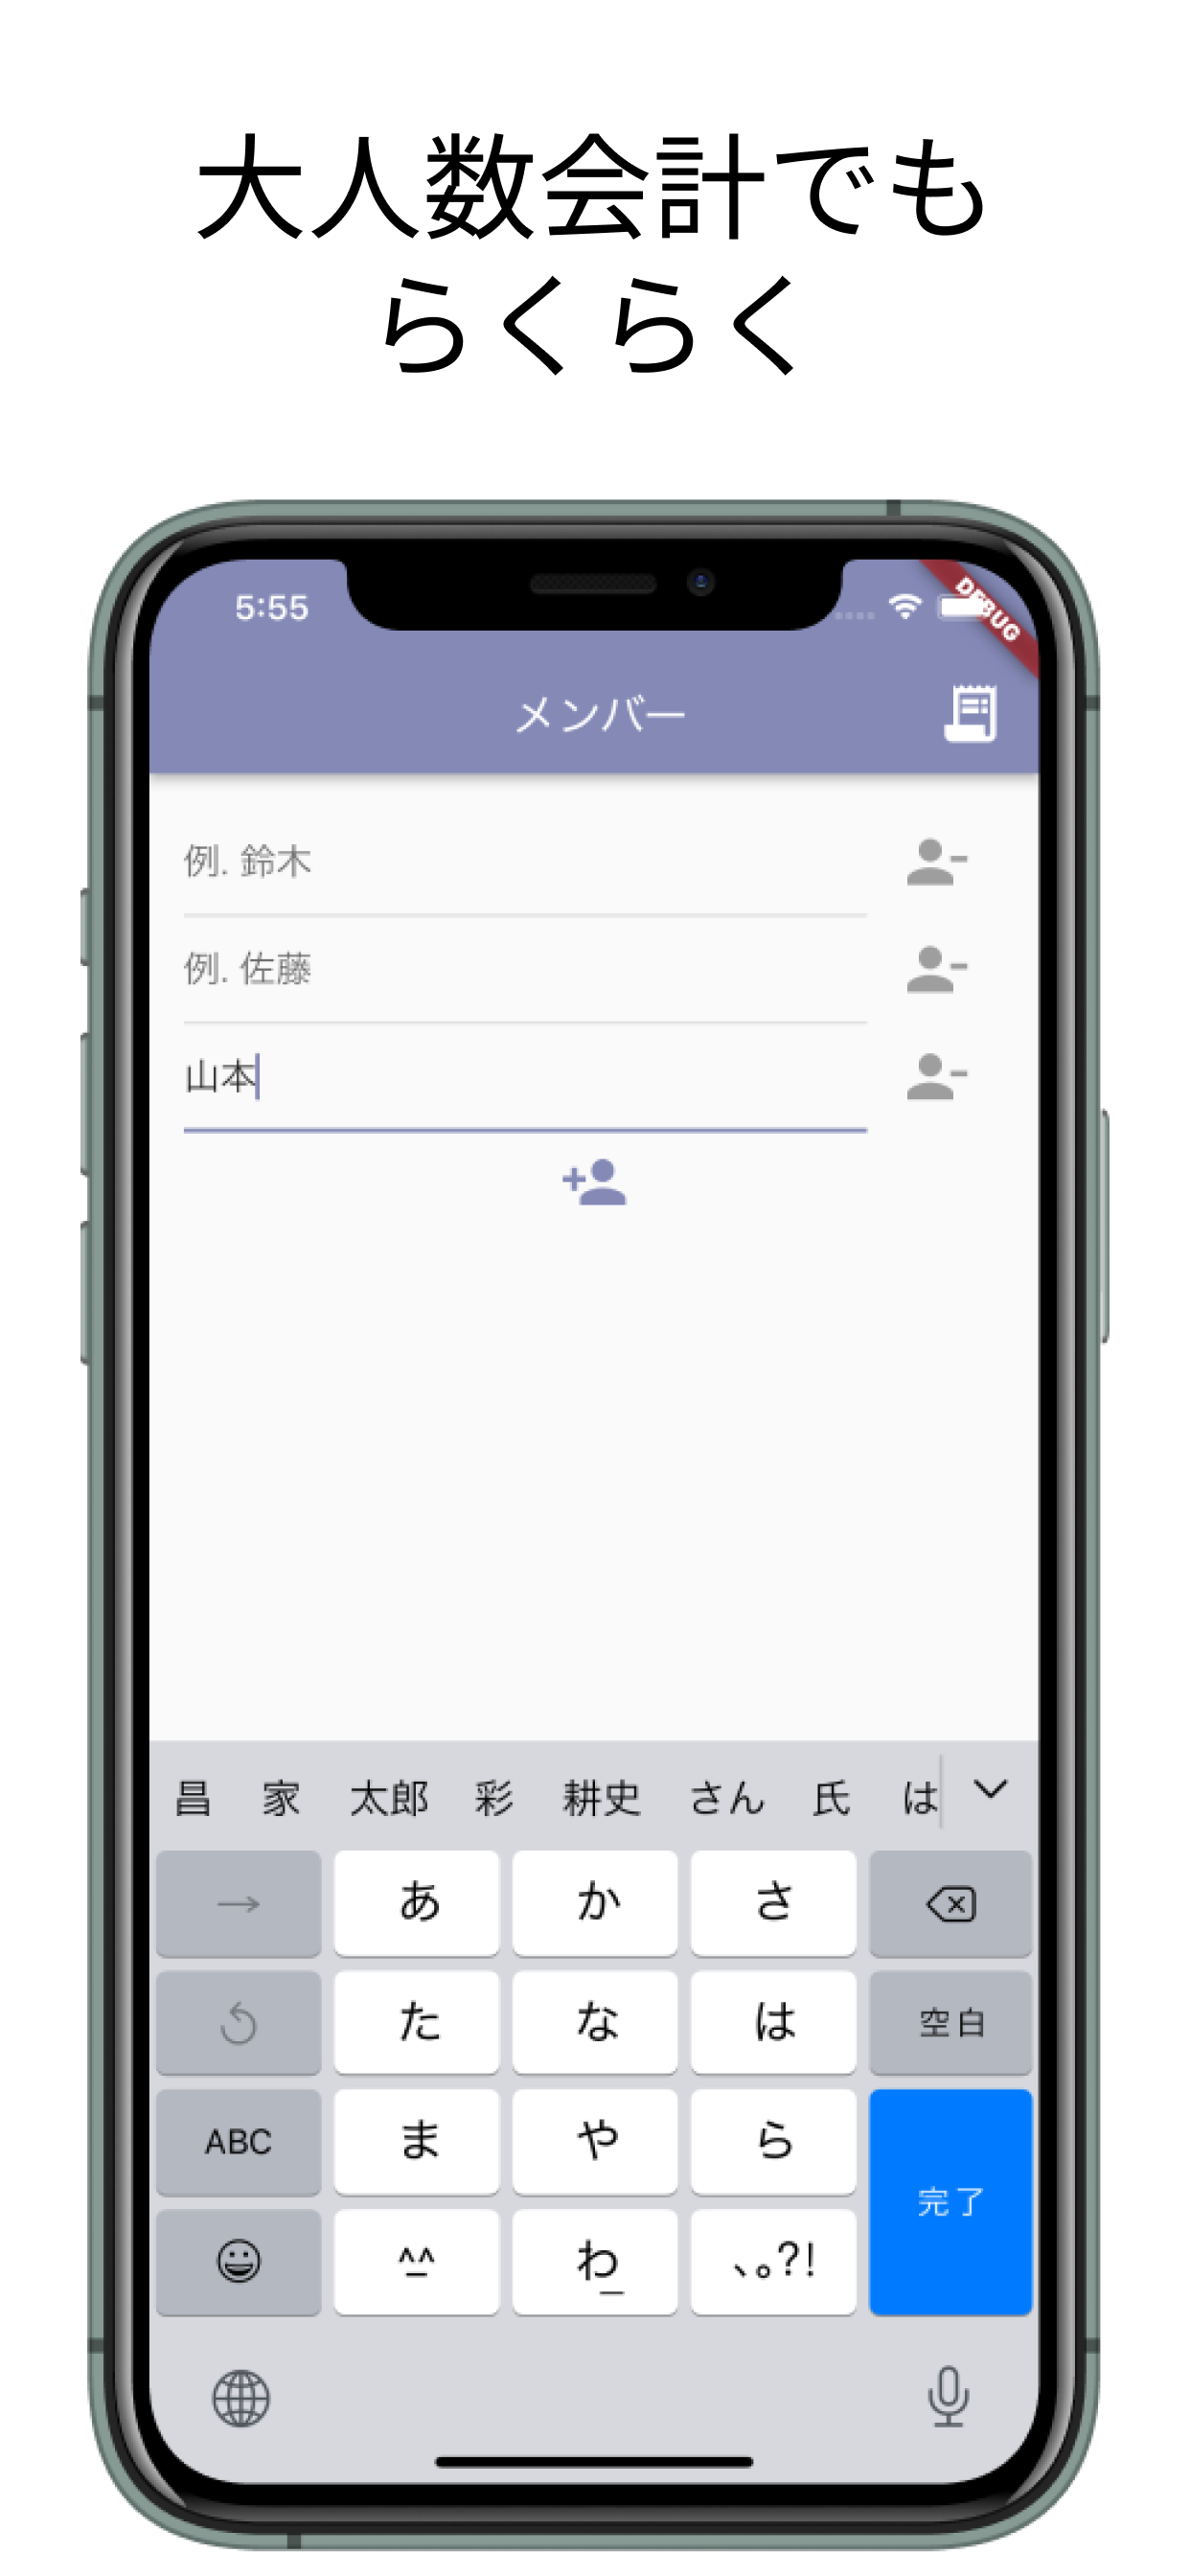 大人数会計でも
らくらく
5:55
DEBUG
メンバー
例. 鈴木
例. 佐藤
山本
昌 家 太郎 彩 耕史 さん 氏 は
→ あ か さ
た な は 空白
ABC ま や ら
完了
^^ わ 、。?!